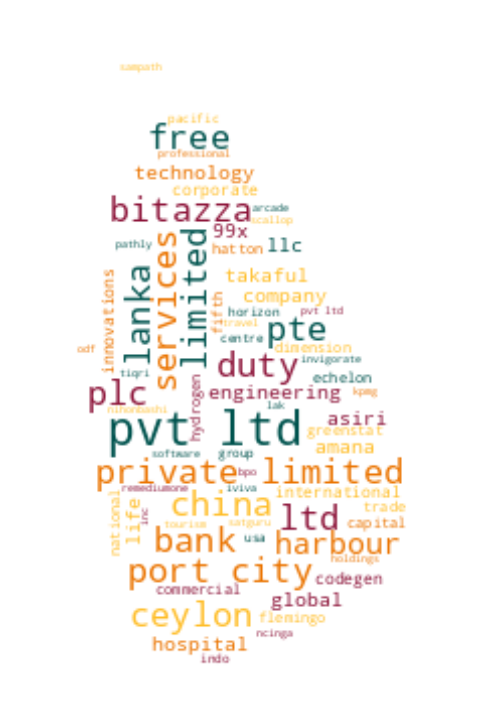 sampath
pacific
free
professional
technology
corporate
bitazza
arcade
scallop
99x
pathly
services
limited
hatton
llc
lanka
innovations
takaful
company
fifth
horizon
pvt ltd
travel
pte
centre
odf
dimension
duty
invigorate
tiqri
echelon
plc
hydrogen
engineering
kpmg
nihonbashi
lak
pvt ltd
asiri
greenstat
amana
software
group
private limited
bpo
remediumone
iviva
international
national
life
inc
china
ltd
trade
tourism
satguru
capital
bank
usa
harbour
holdings
port city
codegen
commercial
global
ceylon
flemingo
ncinga
hospital
indo